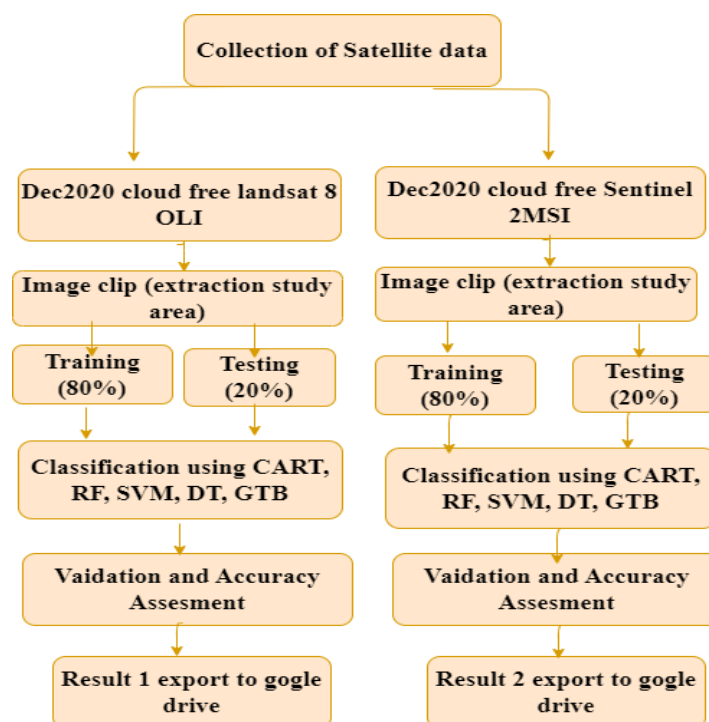 Collection of Satellite data
Dec2020 cloud free landsat 8
OLI
Image clip (extraction study
area)
Training
(80%)
Testing
(20%)
Classification using CART,
RF, SVM, DT, GTB
Vaidation and Accuracy
Assesment
Result 1 export to gogle
drive
Dec2020 cloud free Sentinel
2MSI
Image clip (extraction study
area)
Training
(80%)
Testing
(20%)
Classification using CART,
RF, SVM, DT, GTB
Vaidation and Accuracy
Assesment
Result 2 export to gogle
drive